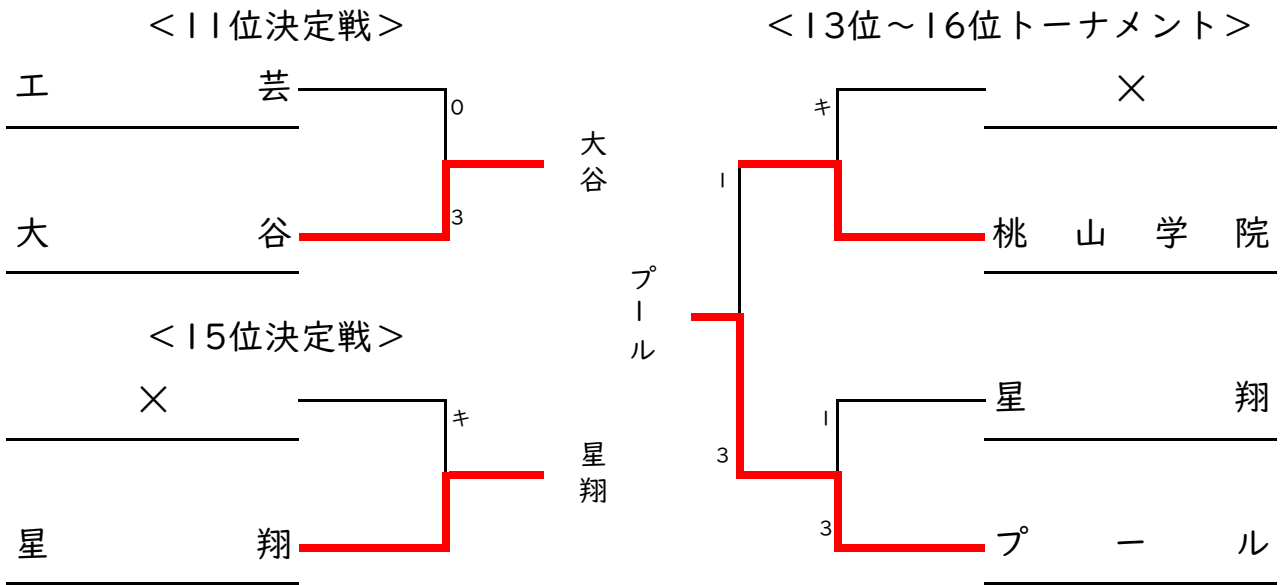 ＜11位決定戦＞
工芸
0
大谷
3
大谷
＜15位決定戦＞
×
キ
星翔
星翔
＜13位～16位トーナメント＞
×
キ
桃山学院
1
プール
3
星翔
1
プール
3